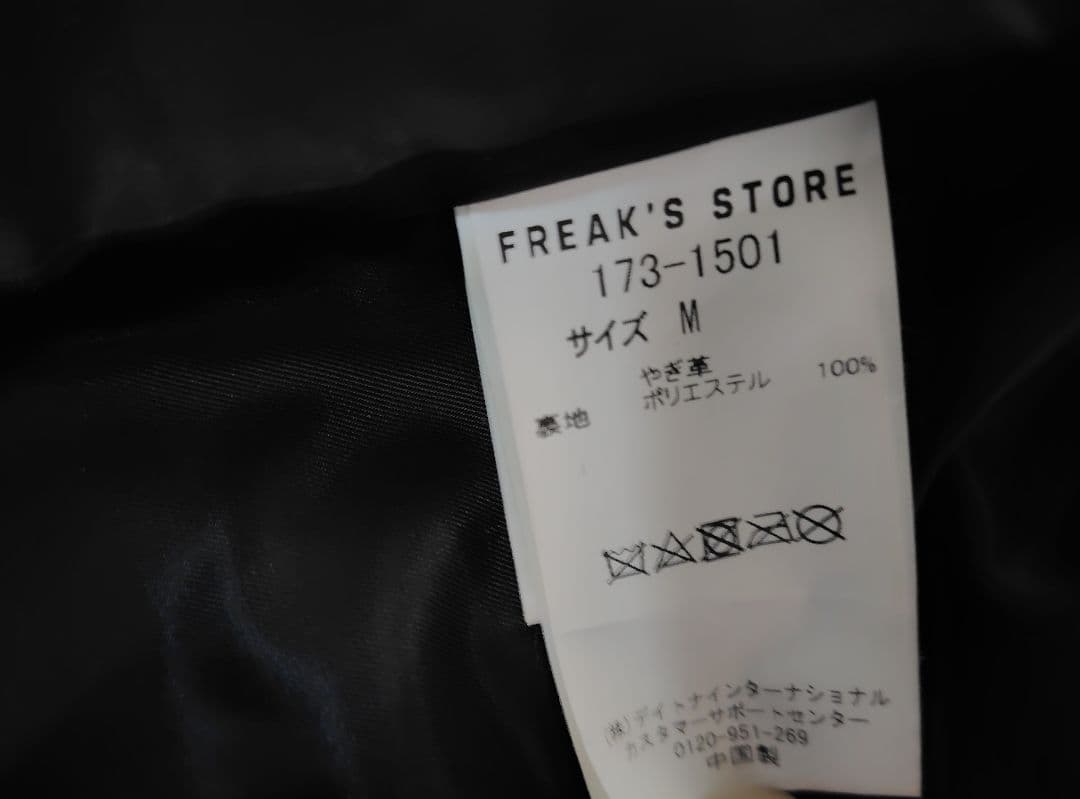 FREAK'S STORE
173-1501
サイズ M
やぎ革
裏地 ポリエステル 100%
(株)デイトナインターナショナル
カスタマーサポートセンター
0120-951-269
中国製